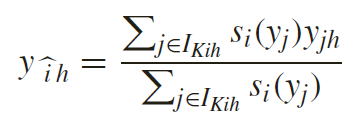 y_{\hat{i}h} = \frac{\sum_{j \in I_{Kih}} s_i(y_j) y_{jh}}{\sum_{j \in I_{Kih}} s_i(y_j)}